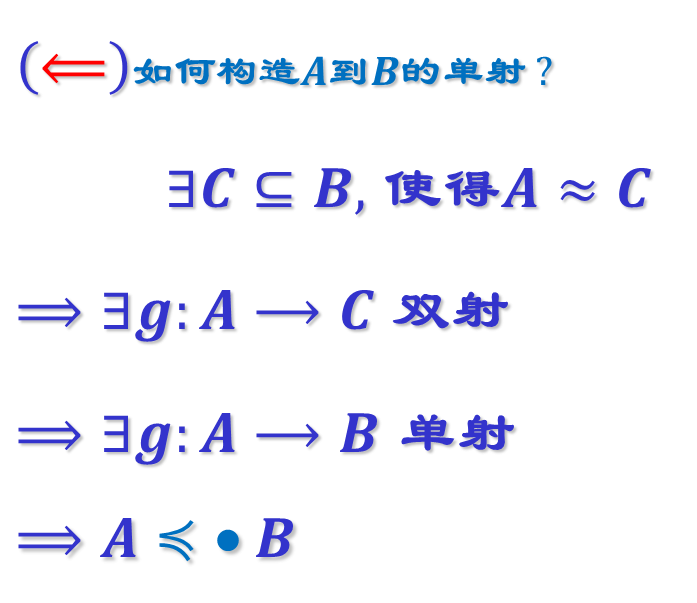 (⟸)如何构造A到B的单射？
∃C ⊆ B, 使得A ≈ C
⟹ ∃g: A ⟶ C 双射
⟹ ∃g: A ⟶ B 单射
⟹ A ≼• B